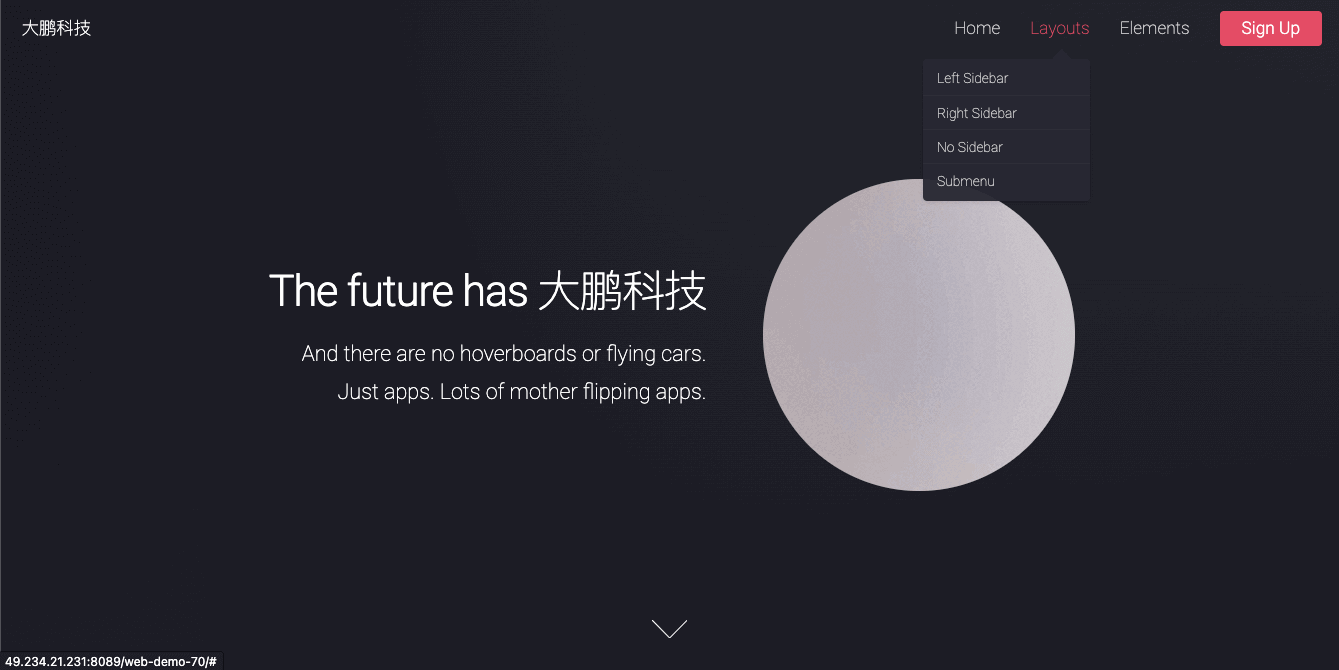 大鹏科技
Home Layouts Elements Sign Up
Left Sidebar
Right Sidebar
No Sidebar
Submenu
The future has 大鹏科技
And there are no hoverboards or flying cars.
Just apps. Lots of mother flipping apps.
49.234.21.231:8089/web-demo-70/#